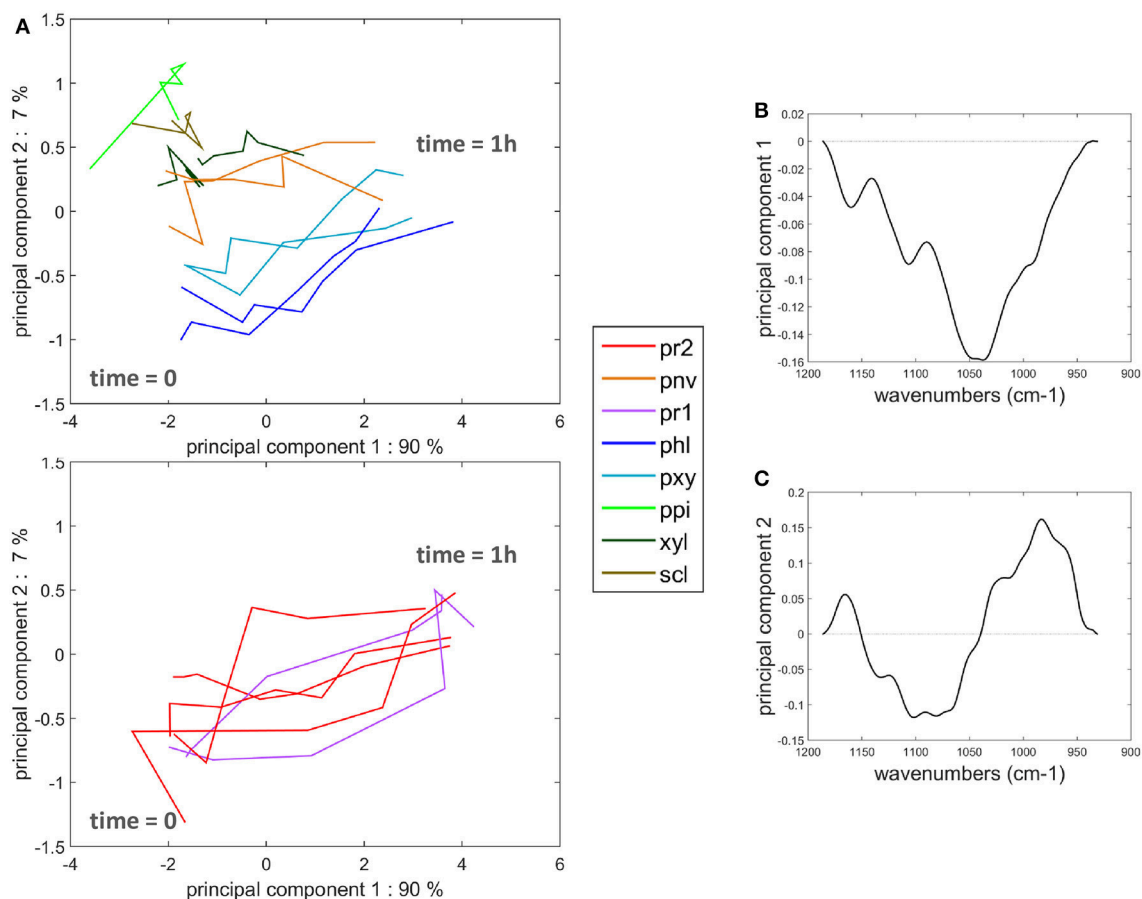 A
1.5
1
0.5
0
-0.5
-1
-1.5
principal component 2 : 7 %
time = 1h
time = 0
-4
-2
0
2
4
6
principal component 1 : 90 %
1
0.5
0
-0.5
-1
-1.5
principal component 2 : 7 %
time = 1h
time = 0
-4
-2
0
2
4
6
principal component 1 : 90 %
pr2
pnv
pr1
phl
pxy
ppi
xyl
scl
B
0.02
0
-0.02
-0.04
-0.06
-0.08
-0.1
-0.12
-0.14
-0.16
principal component 1
1200
1150
1100
1050
1000
950
900
wavenumbers (cm-1)
C
0.2
0.15
0.1
0.05
0
-0.05
-0.1
-0.15
principal component 2
1200
1150
1100
1050
1000
950
900
wavenumbers (cm-1)